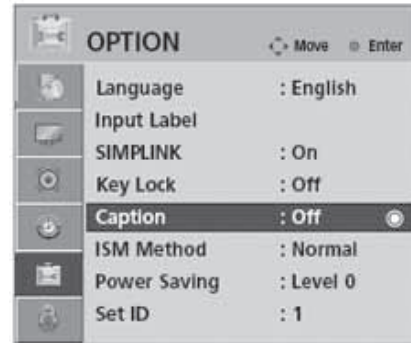 OPTION Move Enter
Language : English
Input Label
SIMPLINK : On
Key Lock : Off
Caption : Off
ISM Method : Normal
Power Saving : Level 0
Set ID : 1